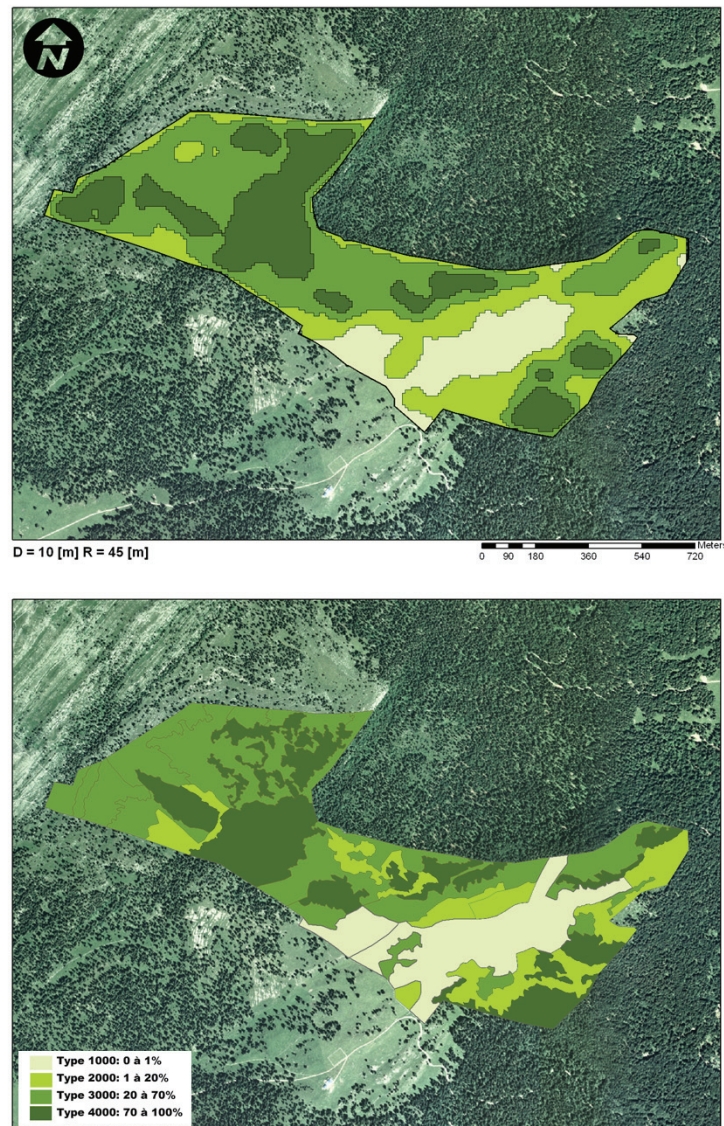 N
D = 10 [m] R = 45 [m]
Meters
0 90 180 360 540 720
Type 1000: 0 à 1%
Type 2000: 1 à 20%
Type 3000: 20 à 70%
Type 4000: 70 à 100%